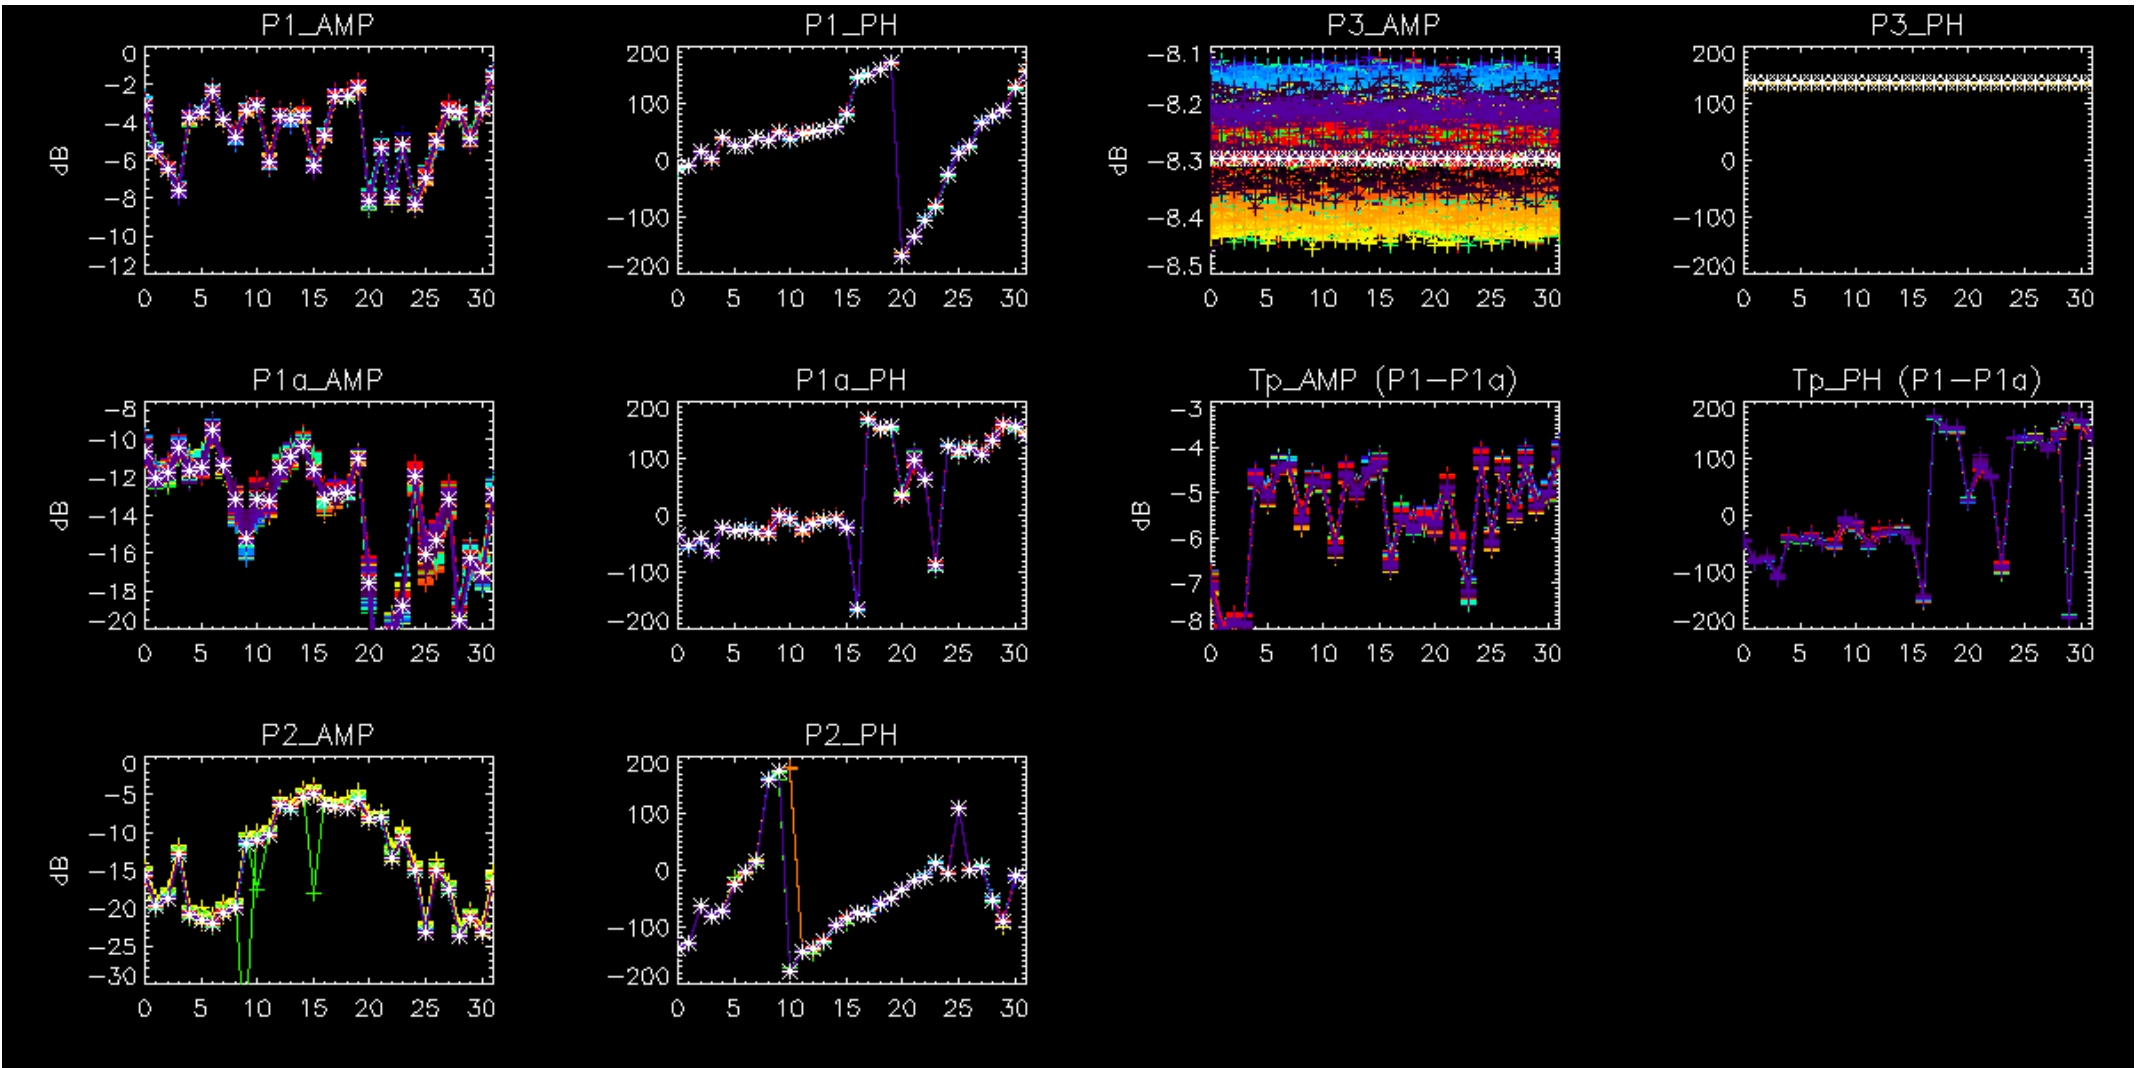 P1_AMP
P1_PH
P3_AMP
P3_PH
dB
0
−2
−4
−6
−8
−10
−12
0 5 10 15 20 25 30
200
100
0
−100
−200
0 5 10 15 20 25 30
dB
−8.1
−8.2
−8.3
−8.4
−8.5
0 5 10 15 20 25 30
200
100
0
−100
−200
0 5 10 15 20 25 30
P1a_AMP
P1a_PH
Tp_AMP (P1−P1a)
Tp_PH (P1−P1a)
dB
−8
−10
−12
−14
−16
−18
−20
0 5 10 15 20 25 30
200
100
0
−100
−200
0 5 10 15 20 25 30
dB
−3
−4
−5
−6
−7
−8
0 5 10 15 20 25 30
200
100
0
−100
−200
0 5 10 15 20 25 30
P2_AMP
P2_PH
dB
0
−5
−10
−15
−20
−25
−30
0 5 10 15 20 25 30
200
100
0
−100
−200
0 5 10 15 20 25 30